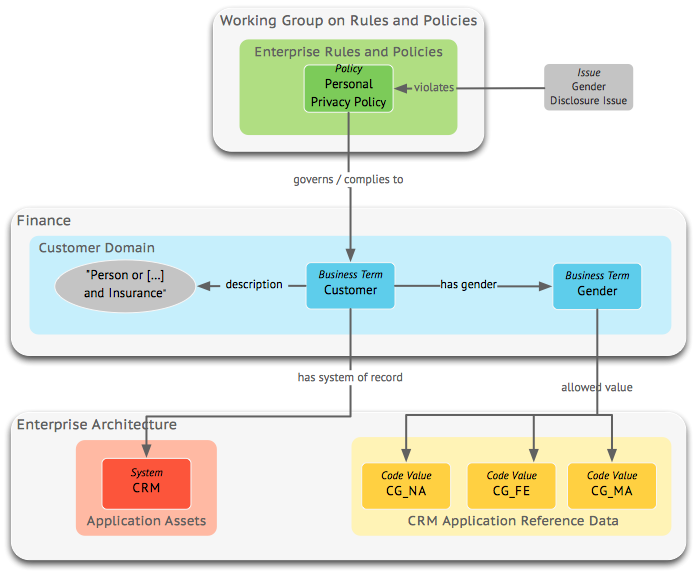 Working Group on Rules and Policies
Enterprise Rules and Policies
Policy
Personal
Privacy Policy
violates
Issue
Gender
Disclosure Issue
governs / complies to
Finance
Customer Domain
"Person or [...]
and Insurance"
description
Business Term
Customer
has gender
Business Term
Gender
has system of record
allowed value
Enterprise Architecture
System
CRM
Application Assets
Code Value
CG_NA
Code Value
CG_FE
Code Value
CG_MA
CRM Application Reference Data